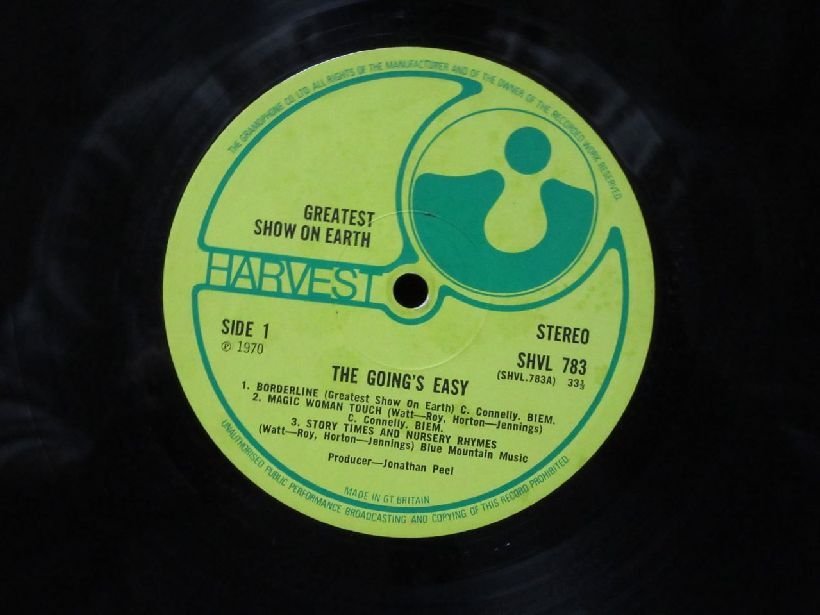 THE GRAMOPHONE CO LTD ALL RIGHTS OF THE MANUFACTURER AND OF THE OWNER OF THE RECORDED WORK RESERVED.
GREATEST
SHOW ON EARTH
HARVEST
SIDE 1
℗ 1970
STEREO
SHVL 783
(SHVL.783A) 33⅓
THE GOING'S EASY
1. BORDERLINE (Greatest Show On Earth) C. Connelly, BIEM.
2. MAGIC WOMAN TOUCH (Watt—Roy, Horton—Jennings)
C. Connelly, BIEM.
3. STORY TIMES AND NURSERY RHYMES
(Watt—Roy, Horton—Jennings) Blue Mountain Music
Producer—Jonathan Peel
MADE IN GT BRITAIN
UNAUTHORISED PUBLIC PERFORMANCE BROADCASTING AND COPYING OF THIS RECORD PROHIBITED.